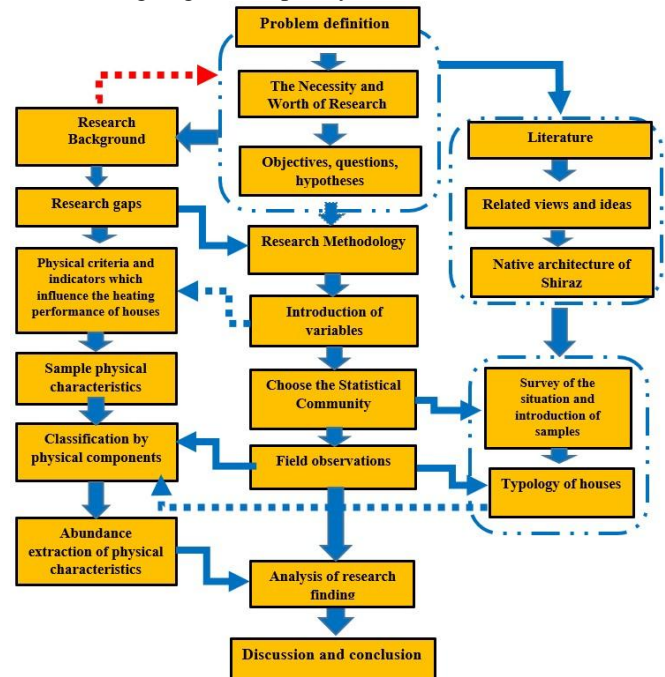 Problem definition
The Necessity and
Worth of Research
Objectives, questions,
hypotheses
Research
Background
Research gaps
Physical criteria and
indicators which
influence the heating
performance of houses
Sample physical
characteristics
Classification by
physical components
Abundance
extraction of physical
characteristics
Research Methodology
Introduction of
variables
Choose the Statistical
Community
Field observations
Analysis of research
finding
Discussion and conclusion
Literature
Related views and ideas
Native architecture of
Shiraz
Survey of the
situation and
introduction of
samples
Typology of houses